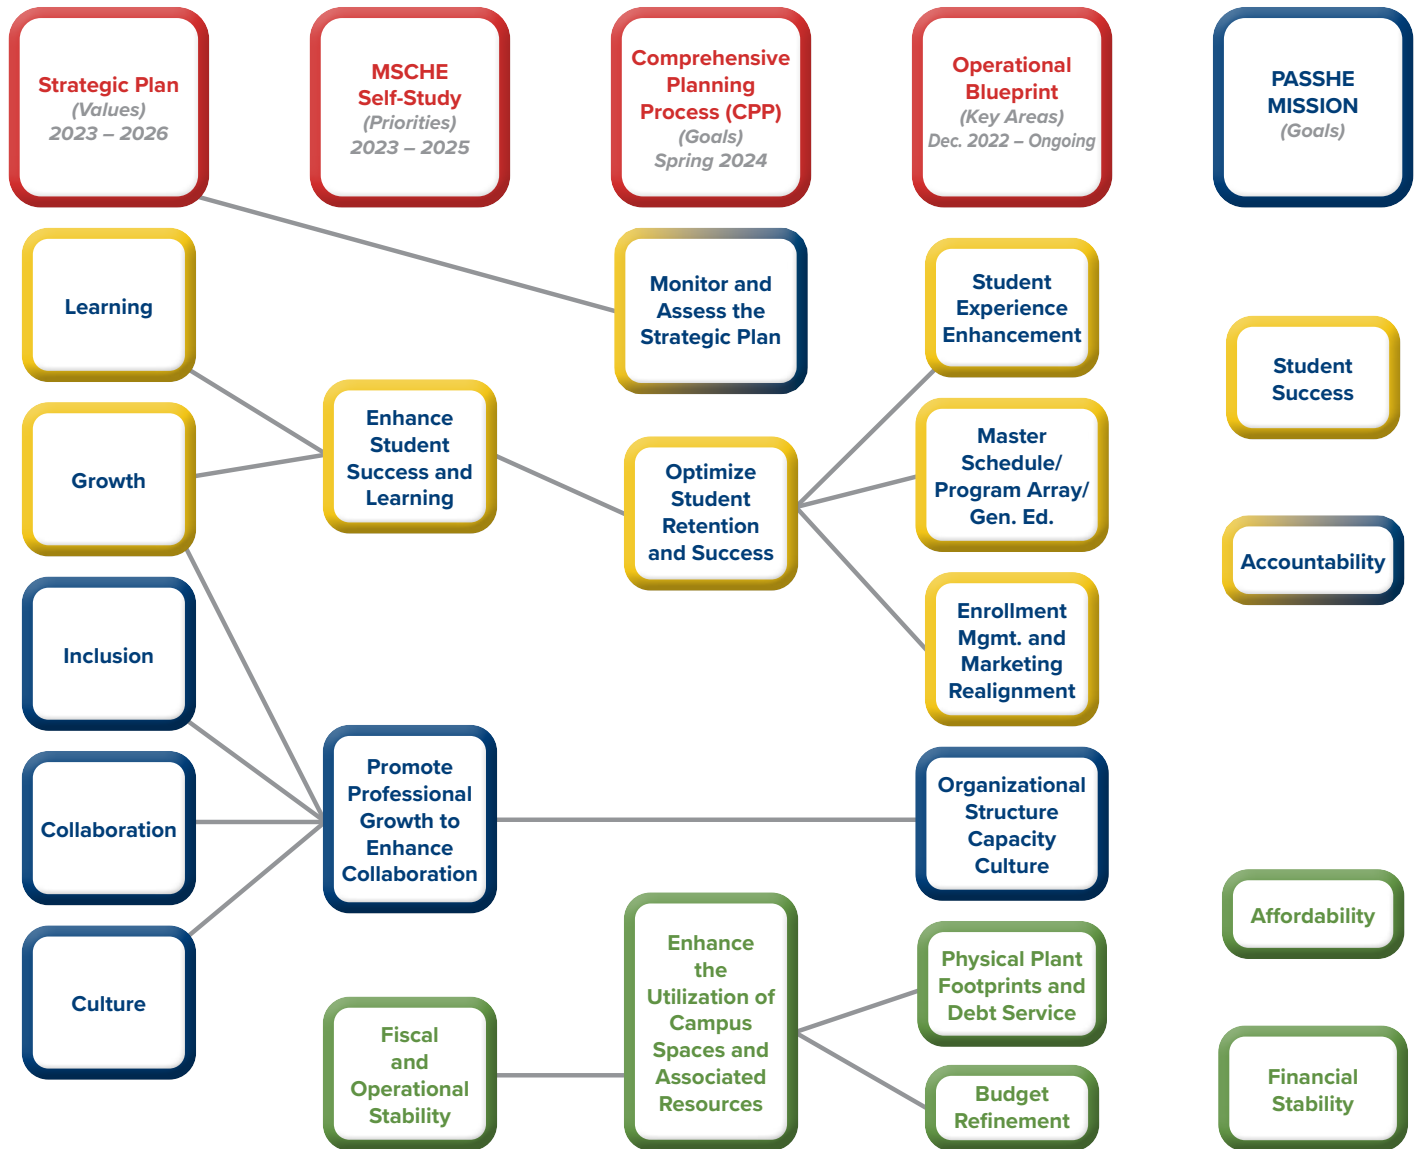 Strategic Plan
(Values)
2023 – 2026
MSCHE
Self-Study
(Priorities)
2023 – 2025
Comprehensive
Planning
Process (CPP)
(Goals)
Spring 2024
Operational
Blueprint
(Key Areas)
Dec. 2022 – Ongoing
PASSHE
MISSION
(Goals)
Learning
Growth
Inclusion
Collaboration
Culture
Enhance
Student
Success and
Learning
Promote
Professional
Growth to
Enhance
Collaboration
Fiscal
and
Operational
Stability
Monitor and
Assess the
Strategic Plan
Optimize
Student
Retention
and Success
Enhance
the
Utilization of
Campus
Spaces and
Associated
Resources
Student
Experience
Enhancement
Master
Schedule/
Program Array/
Gen. Ed.
Enrollment
Mgmt. and
Marketing
Realignment
Organizational
Structure
Capacity
Culture
Physical Plant
Footprints and
Debt Service
Budget
Refinement
Student
Success
Accountability
Affordability
Financial
Stability